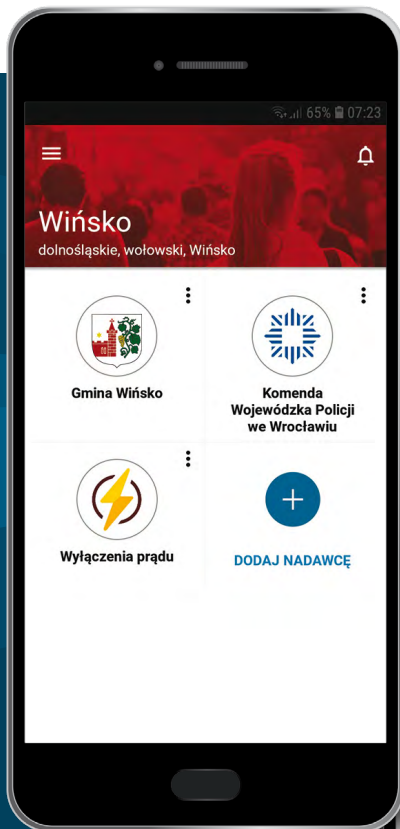 65% 07:23
Wińsko
dolnośląskie, wołowski, Wińsko
Gmina Wińsko
Komenda
Wojewódzka Policji
we Wrocławiu
Wyłączenia prądu
DODAJ NADAWCĘ